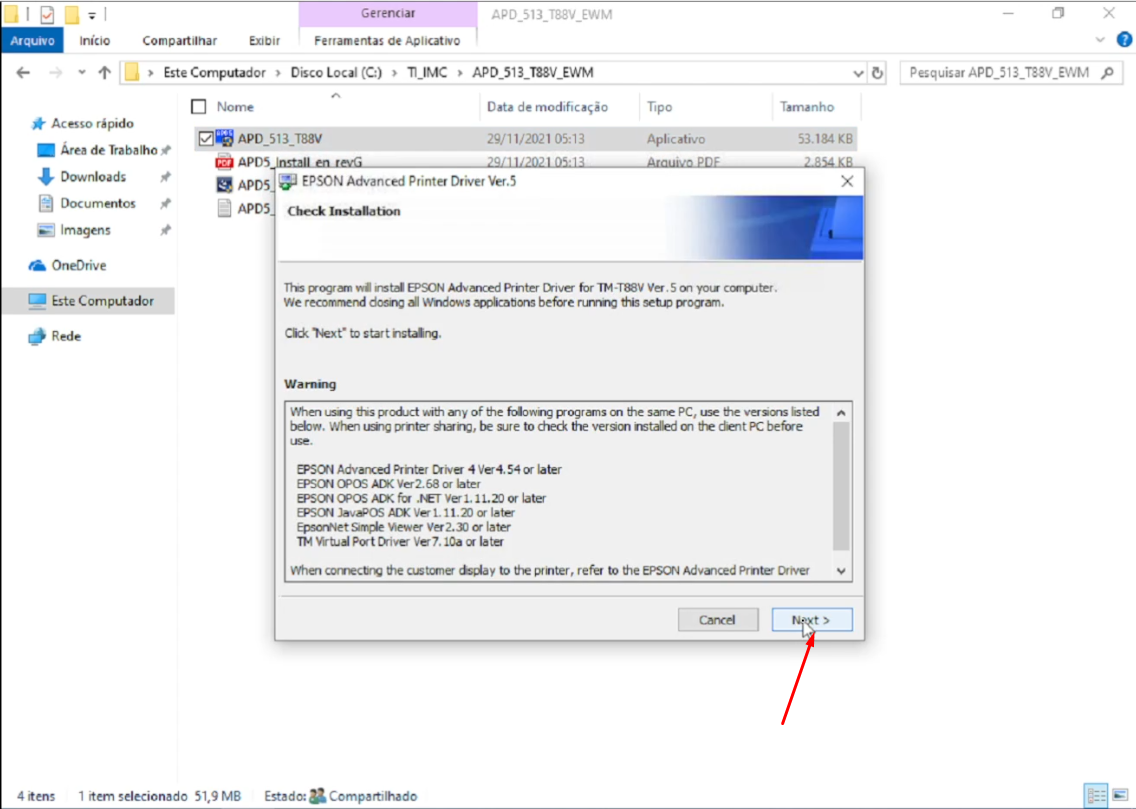 Gerenciar
APD_513_T88V_EWM
Arquivo Início Compartilhar Exibir Ferramentas de Aplicativo
Este Computador > Disco Local (C:) > TI_IMC > APD_513_T88V_EWM
Pesquisar APD_513_T88V_EWM
Nome Data de modificação Tipo Tamanho
Acesso rápido
Área de Trabalho
Downloads
Documentos
Imagens
OneDrive
Este Computador
Rede
APD_513_T88V 29/11/2021 05:13 Aplicativo 53.184 KB
APD5_Install_en_revG 29/11/2021 05:13 Arquivo PDF 2.854 KB
APD5_
APD5_
EPSON Advanced Printer Driver Ver.5
Check Installation
This program will install EPSON Advanced Printer Driver for TM-T88V Ver.5 on your computer.
We recommend closing all Windows applications before running this setup program.
Click "Next" to start installing.
Warning
When using this product with any of the following programs on the same PC, use the versions listed
below. When using printer sharing, be sure to check the version installed on the client PC before
use.
EPSON Advanced Printer Driver 4 Ver4.54 or later
EPSON OPOS ADK Ver2.68 or later
EPSON OPOS ADK for .NET Ver1.11.20 or later
EPSON JavaPOS ADK Ver1.11.20 or later
EpsonNet Simple Viewer Ver2.30 or later
TM Virtual Port Driver Ver7.10a or later
When connecting the customer display to the printer, refer to the EPSON Advanced Printer Driver
Cancel Next >
4 itens 1 item selecionado 51,9 MB Estado: Compartilhado